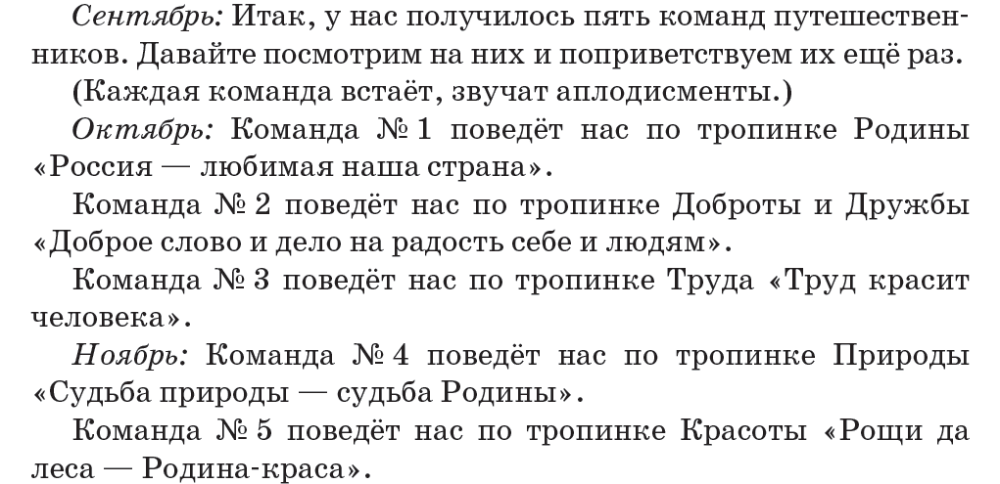 Сентябрь: Итак, у нас получилось пять команд путешествен-
ников. Давайте посмотрим на них и поприветствуем их ещё раз.
(Каждая команда встаёт, звучат аплодисменты.)
Октябрь: Команда № 1 поведёт нас по тропинке Родины
«Россия — любимая наша страна».
Команда № 2 поведёт нас по тропинке Доброты и Дружбы
«Доброе слово и дело на радость себе и людям».
Команда № 3 поведёт нас по тропинке Труда «Труд красит
человека».
Ноябрь: Команда № 4 поведёт нас по тропинке Природы
«Судьба природы — судьба Родины».
Команда № 5 поведёт нас по тропинке Красоты «Рощи да
леса — Родина-краса».